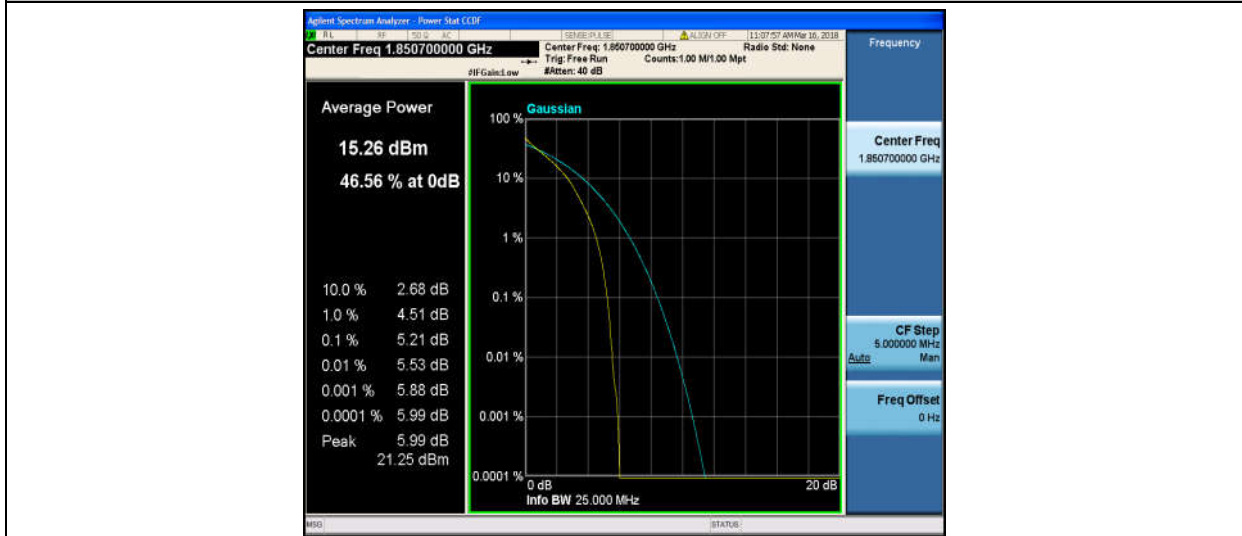 Agilent Spectrum Analyzer - Power Stat CCDF
RL RF 50 Ω AC SENSE:PULSE ALIGN OFF 11:07:57 AM Mar 16, 2018
Center Freq 1.850700000 GHz
Center Freq: 1.850700000 GHz Radio Std: None
Trig: Free Run Counts:1.00 M/1.00 Mpt
#IFGain:Low #Atten: 40 dB
Frequency
Average Power
15.26 dBm
46.56 % at 0dB
10.0 % 2.68 dB
1.0 % 4.51 dB
0.1 % 5.21 dB
0.01 % 5.53 dB
0.001 % 5.88 dB
0.0001 % 5.99 dB
Peak 5.99 dB
21.25 dBm
Gaussian
100 %
10 %
1 %
0.1 %
0.01 %
0.001 %
0.0001 %
0 dB 20 dB
Info BW 25.000 MHz
Center Freq
1.850700000 GHz
CF Step
5.000000 MHz
Auto Man
Freq Offset
0 Hz
MSG STATUS